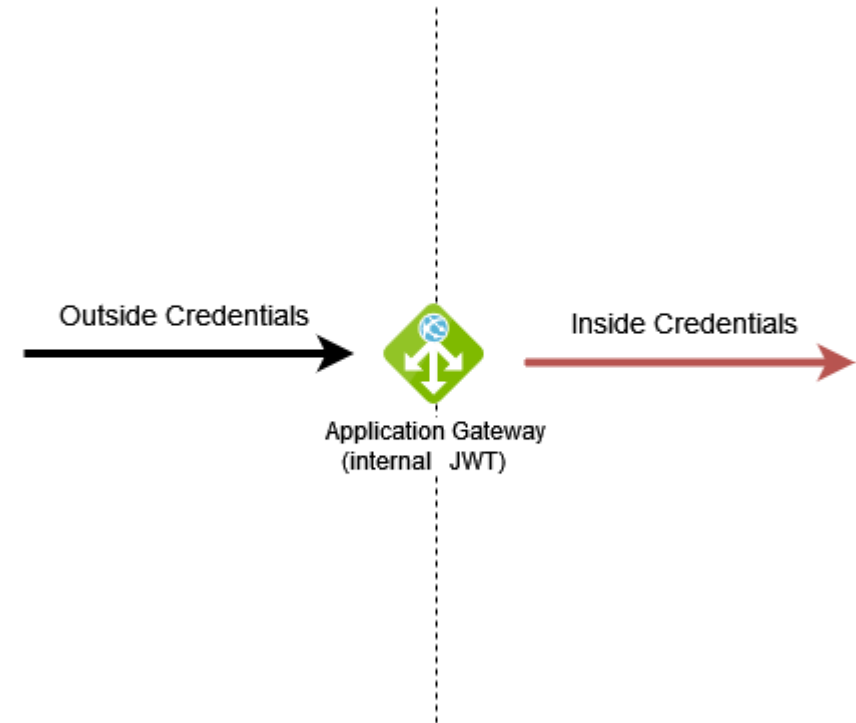 Outside Credentials
Inside Credentials
Application Gateway
(internal JWT)